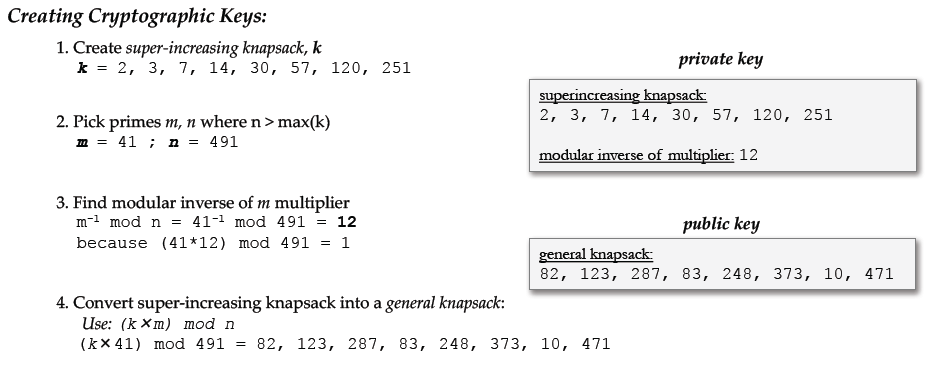 Creating Cryptographic Keys:
1. Create super-increasing knapsack, k
k = 2, 3, 7, 14, 30, 57, 120, 251
2. Pick primes m, n where n > max(k)
m = 41 ; n = 491
3. Find modular inverse of m multiplier
m⁻¹ mod n = 41⁻¹ mod 491 = 12
because (41*12) mod 491 = 1
4. Convert super-increasing knapsack into a general knapsack:
Use: (k×m) mod n
(k×41) mod 491 = 82, 123, 287, 83, 248, 373, 10, 471
private key
superincreasing knapsack:
2, 3, 7, 14, 30, 57, 120, 251
modular inverse of multiplier: 12
public key
general knapsack:
82, 123, 287, 83, 248, 373, 10, 471